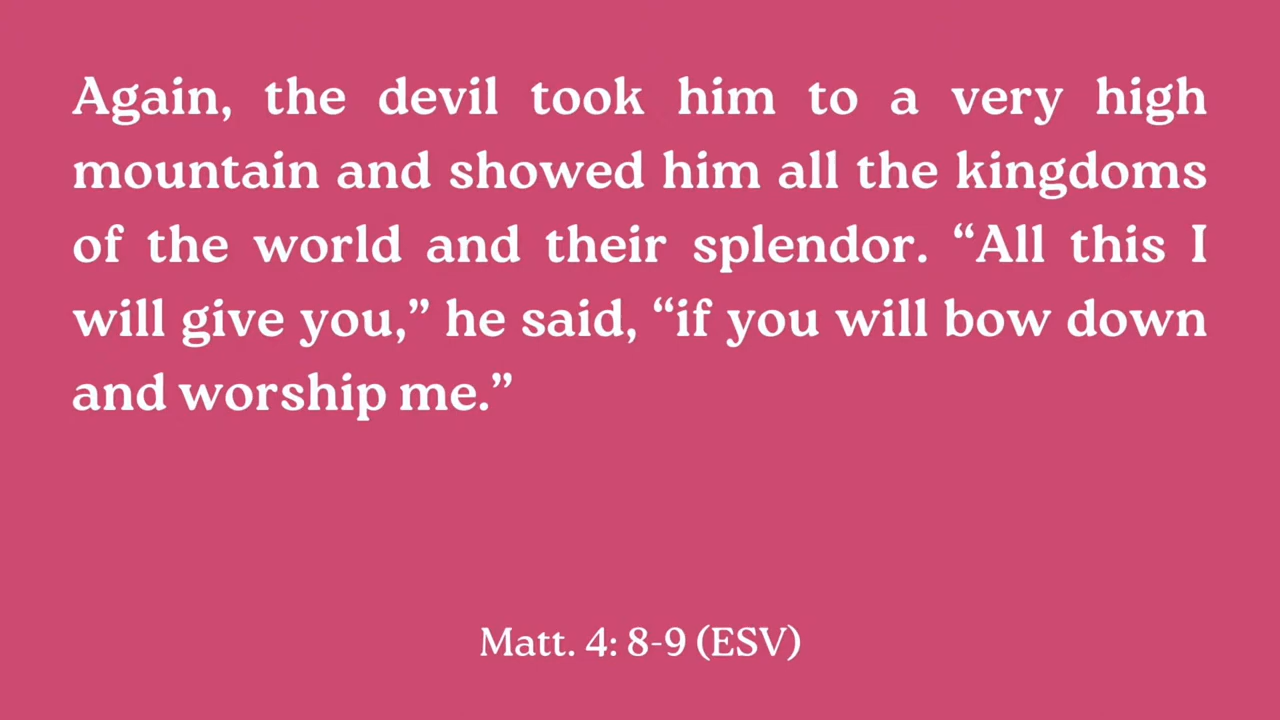 Again, the devil took him to a very high
mountain and showed him all the kingdoms
of the world and their splendor. “All this I
will give you,” he said, “if you will bow down
and worship me.”
Matt. 4: 8-9 (ESV)